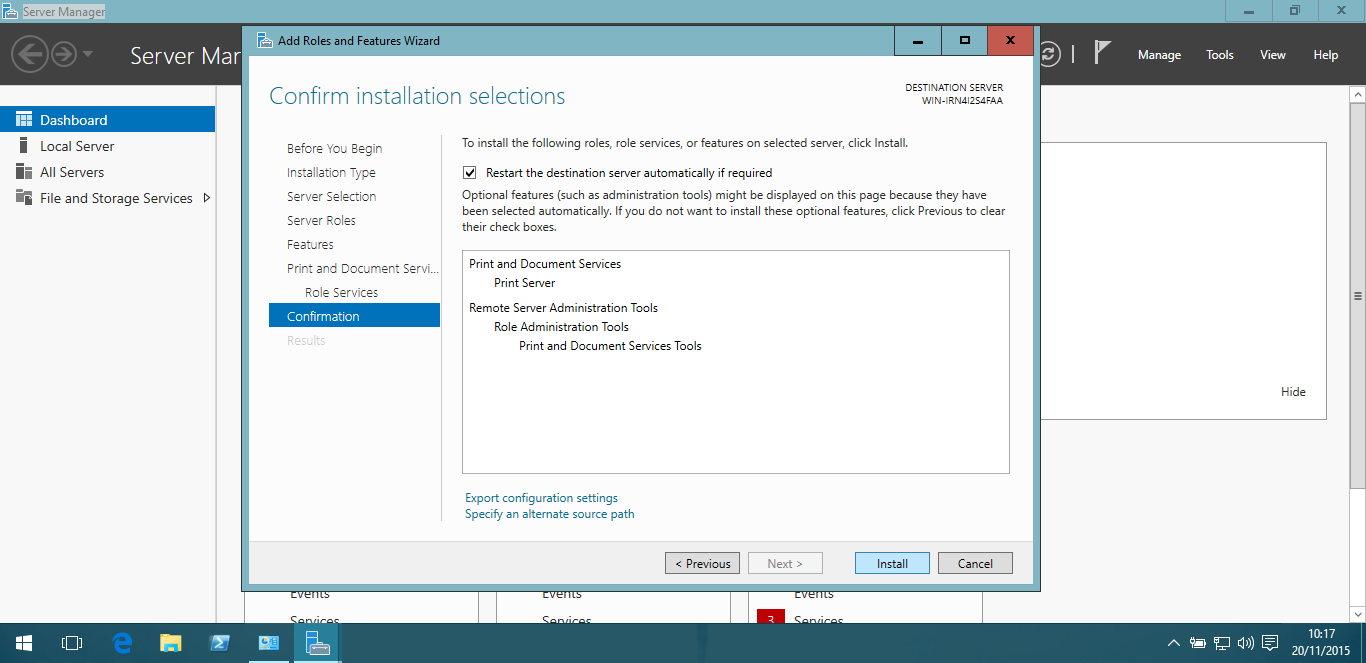 Server Manager
Server Mar
Manage
Tools
View
Help
Dashboard
Local Server
All Servers
File and Storage Services
Add Roles and Features Wizard
Confirm installation selections
DESTINATION SERVER
WIN-IRN4I2S4FAA
Before You Begin
Installation Type
Server Selection
Server Roles
Features
Print and Document Servi...
Role Services
Confirmation
Results
To install the following roles, role services, or features on selected server, click Install.
Restart the destination server automatically if required
Optional features (such as administration tools) might be displayed on this page because they have
been selected automatically. If you do not want to install these optional features, click Previous to clear
their check boxes.
Print and Document Services
Print Server
Remote Server Administration Tools
Role Administration Tools
Print and Document Services Tools
Export configuration settings
Specify an alternate source path
< Previous
Next >
Install
Cancel
Hide
Events
Events
Events
Services
Services
3
Services
10:17
20/11/2015